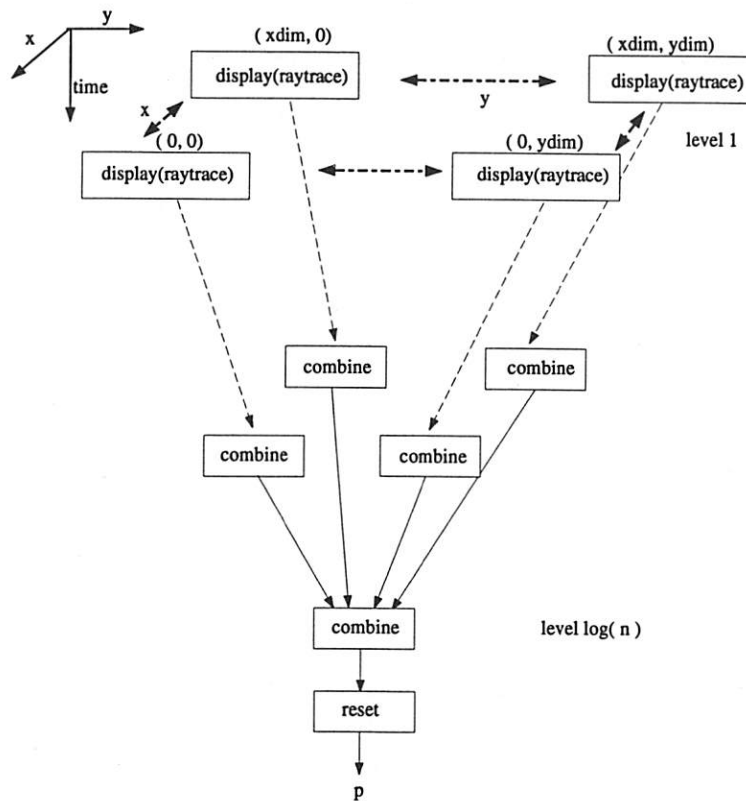 y
x
time
( xdim, 0)
display(raytrace)
y
( xdim, ydim)
display(raytrace)
x
( 0, 0)
display(raytrace)
( 0, ydim)
display(raytrace)
level 1
combine
combine
combine
combine
combine
level log( n )
reset
p